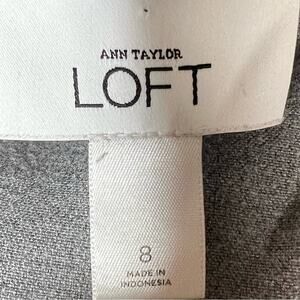 ANN TAYLOR
LOFT
8
MADE IN
INDONESIA